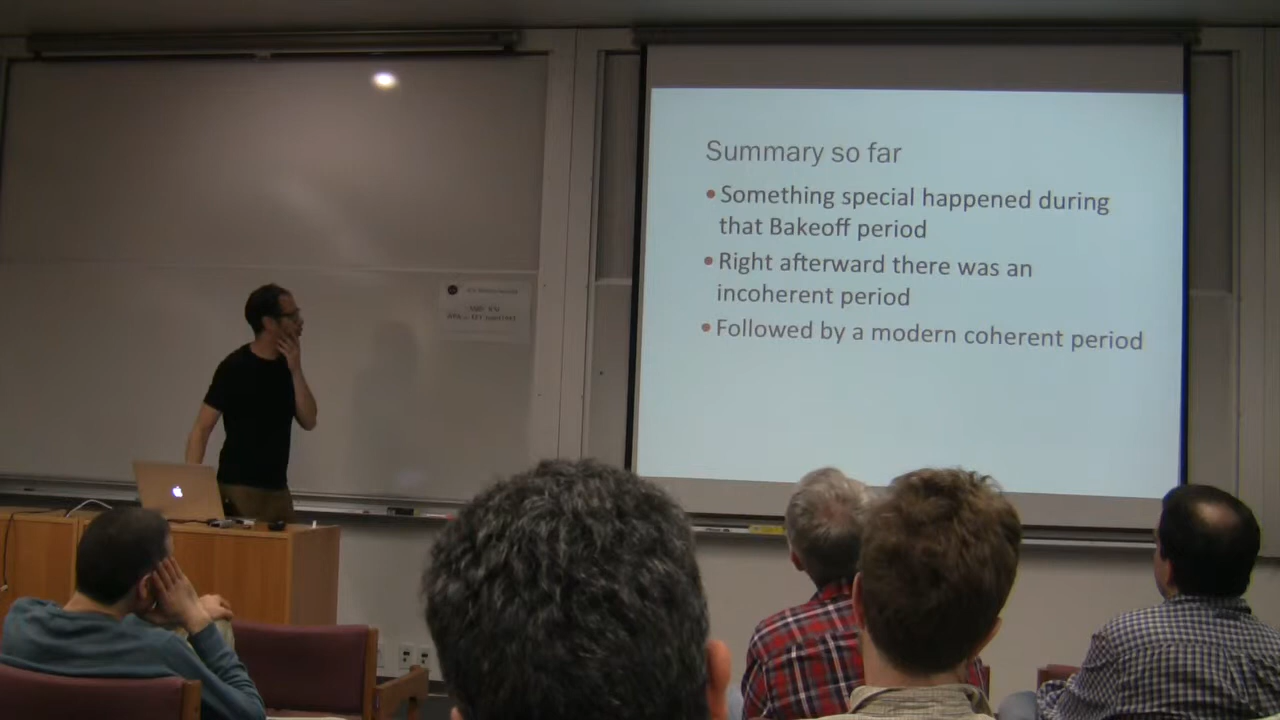 Summary so far
• Something special happened during
that Bakeoff period
• Right afterward there was an
incoherent period
• Followed by a modern coherent period